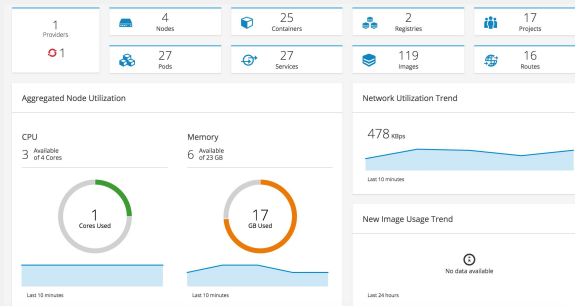 1
Providers
1
4
Nodes
25
Containers
2
Registries
17
Projects
27
Pods
27
Services
119
Images
16
Routes
Aggregated Node Utilization
CPU
3 Available
of 4 Cores
1
Cores Used
Last 10 minutes
Memory
6 Available
of 23 GB
17
GB Used
Last 10 minutes
Network Utilization Trend
478 KBps
Last 10 minutes
New Image Usage Trend
No data available
Last 24 hours